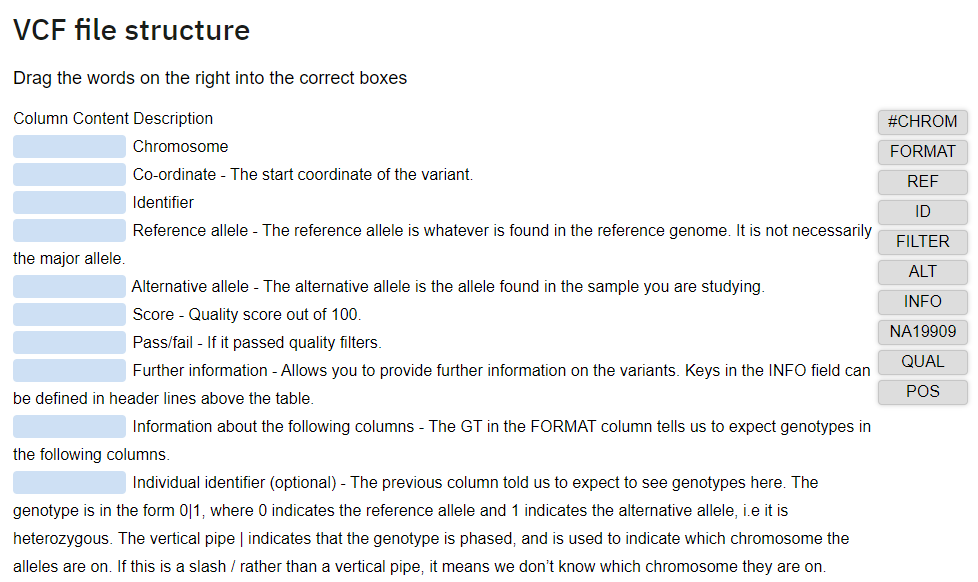 VCF file structure
Drag the words on the right into the correct boxes
Column Content Description
Chromosome
Co-ordinate - The start coordinate of the variant.
Identifier
Reference allele - The reference allele is whatever is found in the reference genome. It is not necessarily
the major allele.
Alternative allele - The alternative allele is the allele found in the sample you are studying.
Score - Quality score out of 100.
Pass/fail - If it passed quality filters.
Further information - Allows you to provide further information on the variants. Keys in the INFO field can
be defined in header lines above the table.
Information about the following columns - The GT in the FORMAT column tells us to expect genotypes in
the following columns.
Individual identifier (optional) - The previous column told us to expect to see genotypes here. The
genotype is in the form 0|1, where 0 indicates the reference allele and 1 indicates the alternative allele, i.e it is
heterozygous. The vertical pipe | indicates that the genotype is phased, and is used to indicate which chromosome the
alleles are on. If this is a slash / rather than a vertical pipe, it means we don’t know which chromosome they are on.
#CHROM
FORMAT
REF
ID
FILTER
ALT
INFO
NA19909
QUAL
POS